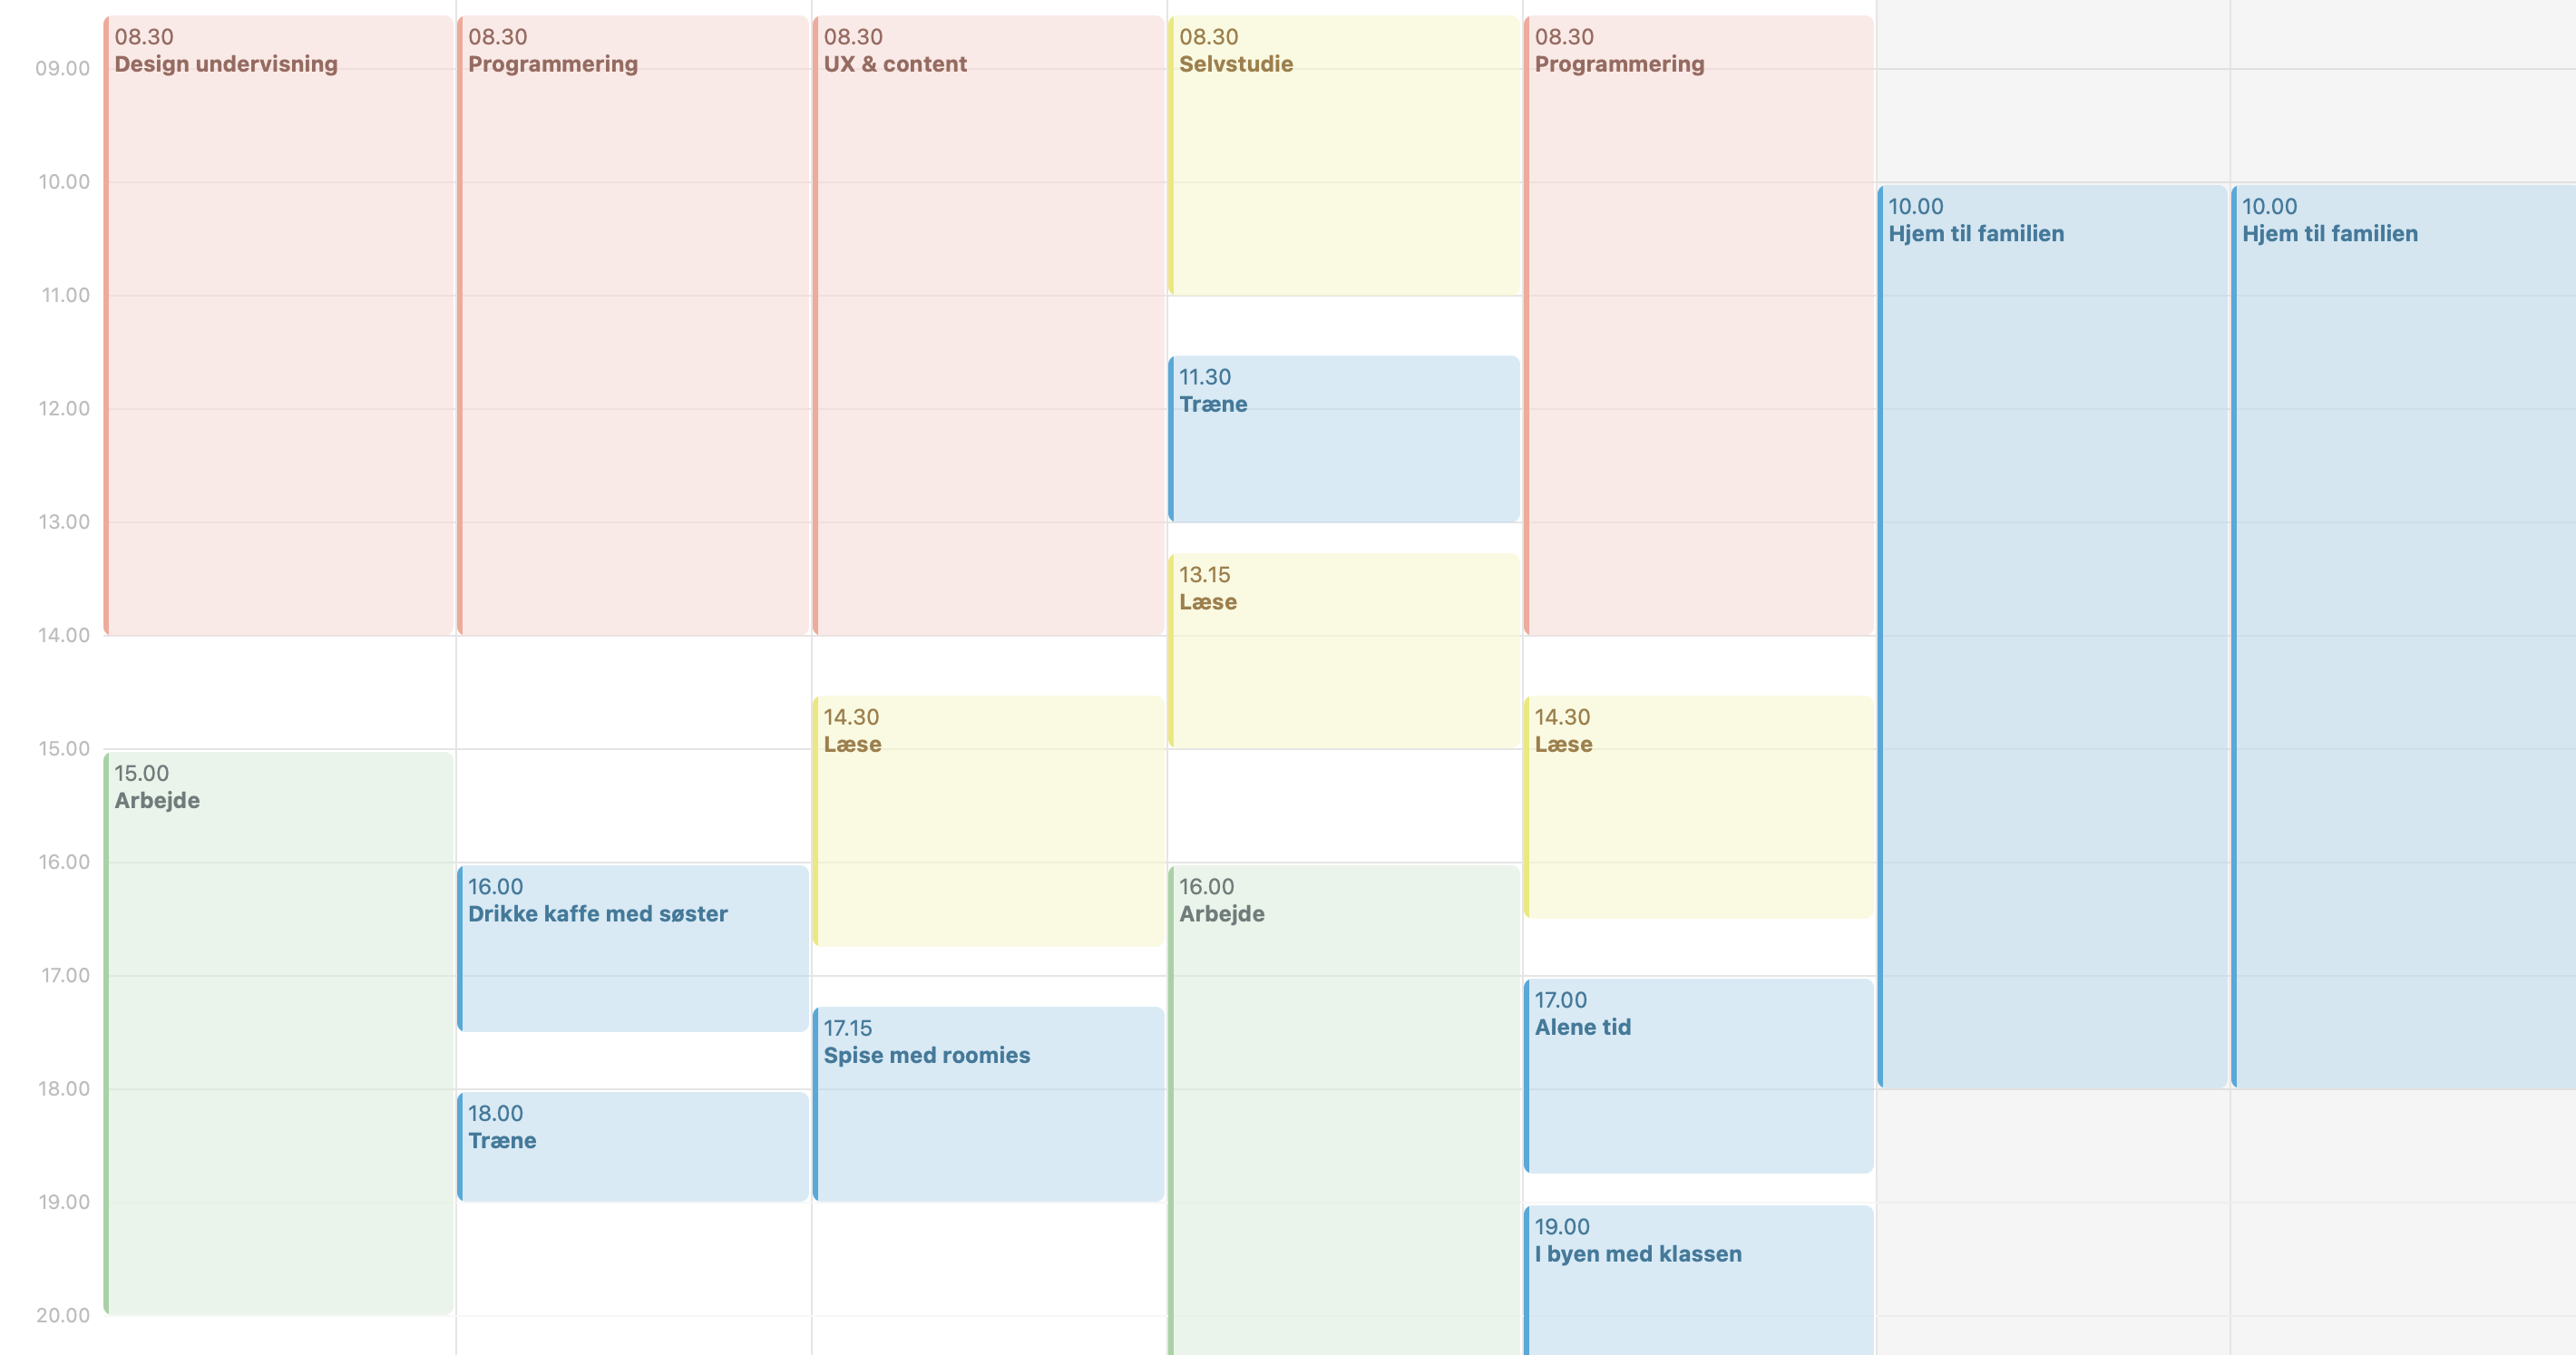 09.00
10.00
11.00
12.00
13.00
14.00
15.00
16.00
17.00
18.00
19.00
20.00
08.30
Design undervisning
15.00
Arbejde
08.30
Programmering
16.00
Drikke kaffe med søster
18.00
Træne
08.30
UX & content
14.30
Læse
17.15
Spise med roomies
08.30
Selvstudie
11.30
Træne
13.15
Læse
16.00
Arbejde
08.30
Programmering
14.30
Læse
17.00
Alene tid
19.00
I byen med klassen
10.00
Hjem til familien
10.00
Hjem til familien